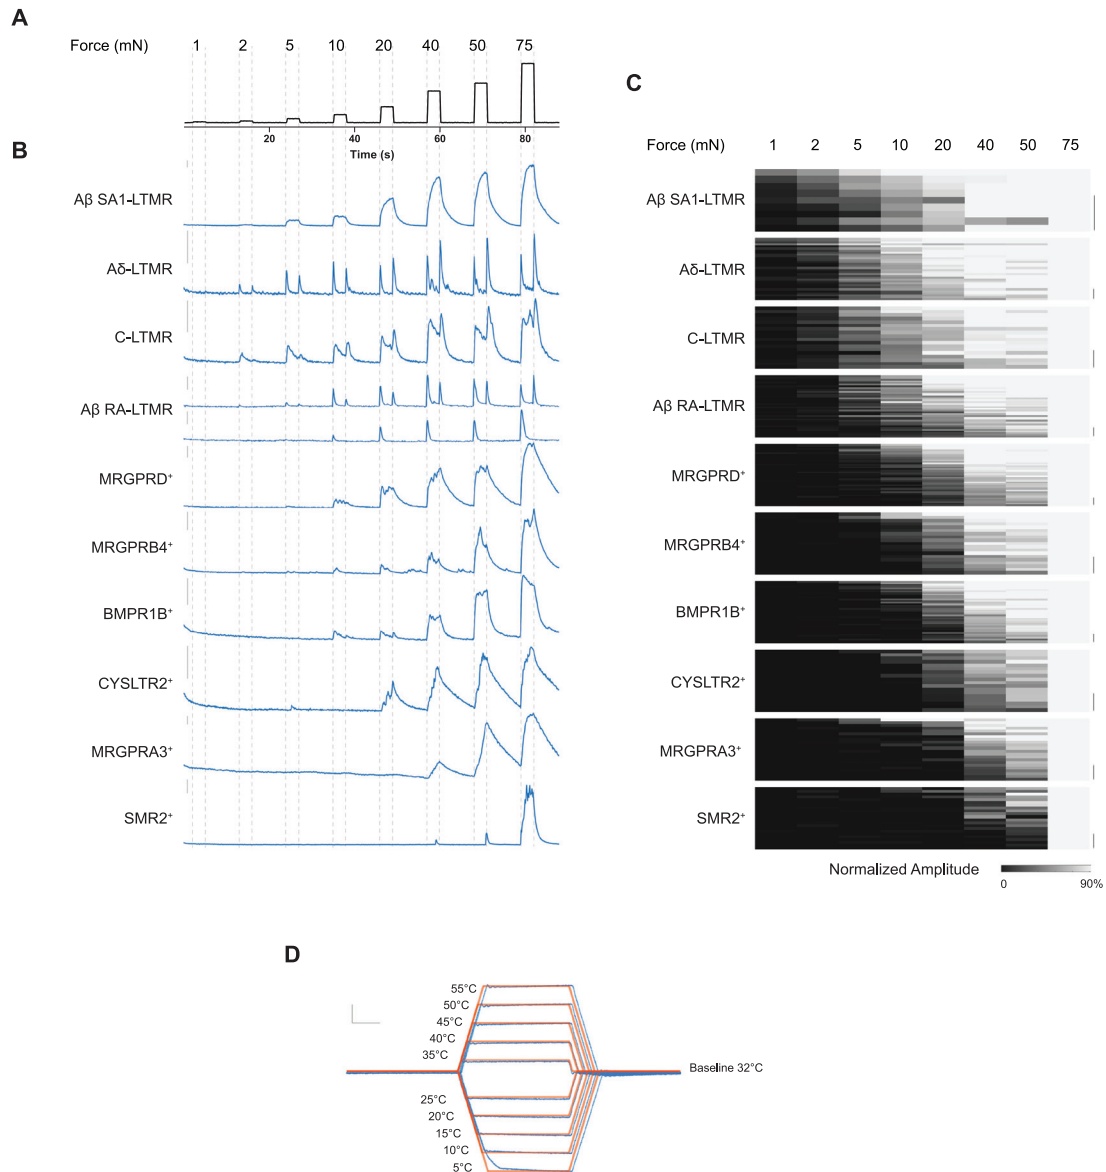 A
Force (mN) 1 2 5 10 20 40 50 75
20 40 60 80
Time (s)
B
Aβ SA1-LTMR
Aδ-LTMR
C-LTMR
Aβ RA-LTMR
MRGPRD⁺
MRGPRB4⁺
BMPR1B⁺
CYSLTR2⁺
MRGPRA3⁺
SMR2⁺
C
Force (mN) 1 2 5 10 20 40 50 75
Aβ SA1-LTMR
Aδ-LTMR
C-LTMR
Aβ RA-LTMR
MRGPRD⁺
MRGPRB4⁺
BMPR1B⁺
CYSLTR2⁺
MRGPRA3⁺
SMR2⁺
Normalized Amplitude
0 90%
D
55°C
50°C
45°C
40°C
35°C
Baseline 32°C
25°C
20°C
15°C
10°C
5°C